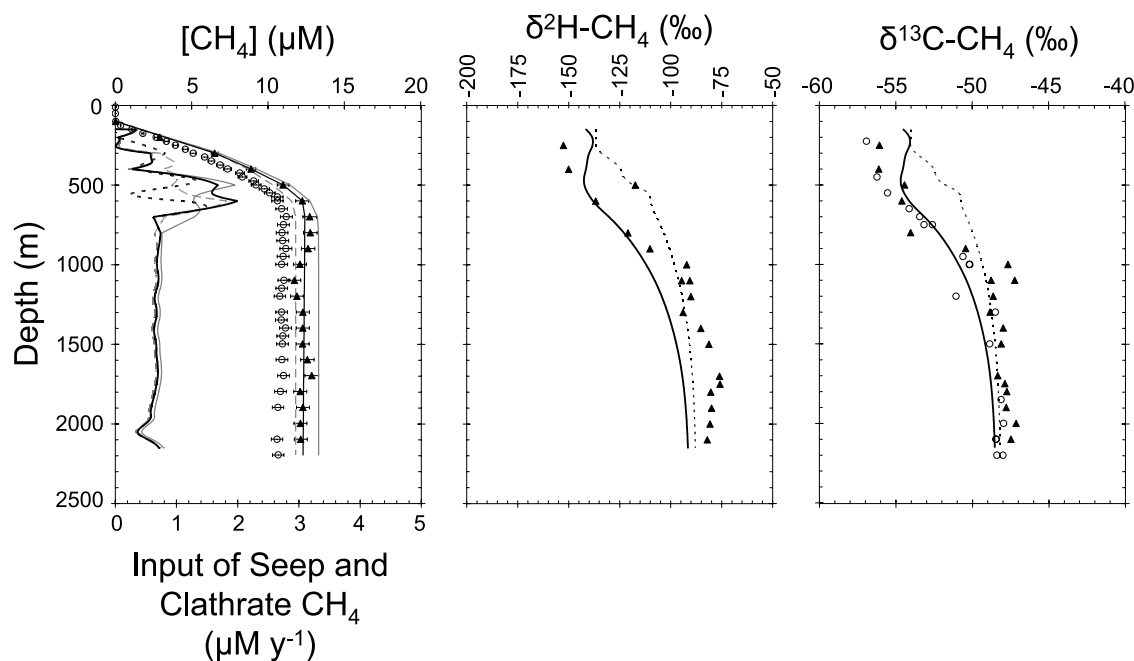 [CH4] (µM)
δ2H-CH4 (‰)
δ13C-CH4 (‰)
0 5 10 15 20
-200 -175 -150 -125 -100 -75 -50
-60 -55 -50 -45 -40
Depth (m)
0
500
1000
1500
2000
2500
0 1 2 3 4 5
Input of Seep and
Clathrate CH4
(µM y-1)